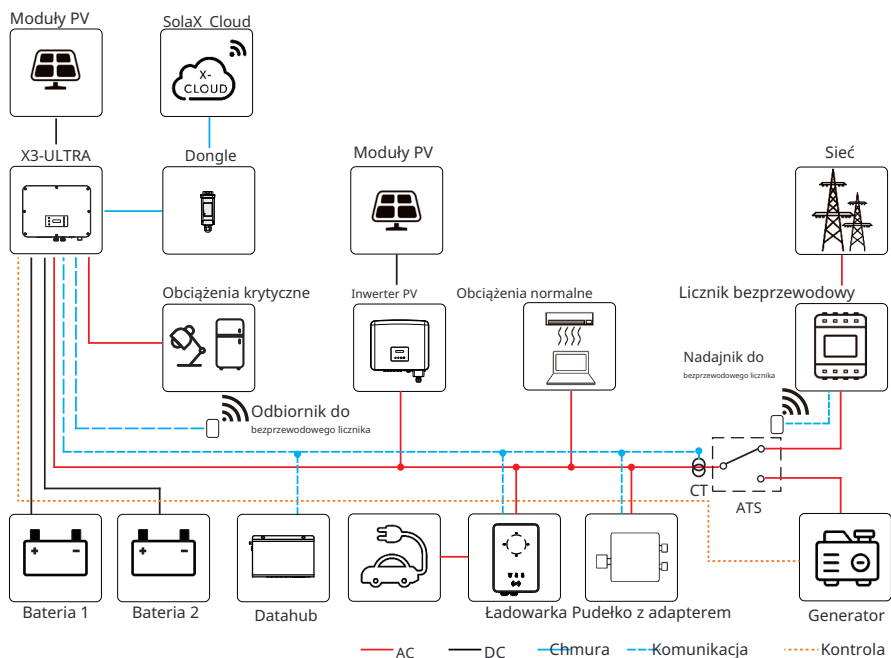 Moduły PV
SolaX Cloud
X-
CLOUD
X3-ULTRA
Dongle
Moduły PV
Sieć
Obciążenia krytyczne
Inwerter PV
Obciążenia normalne
Licznik bezprzewodowy
Nadajnik do
bezprzewodowego licznika
Odbiornik do
bezprzewodowego licznika
CT
ATS
+ -
+ -
Bateria 1
Bateria 2
Datahub
Ładowarka
Pudełko z adapterem
Generator
AC
DC
Chmura
Komunikacja
Kontrola